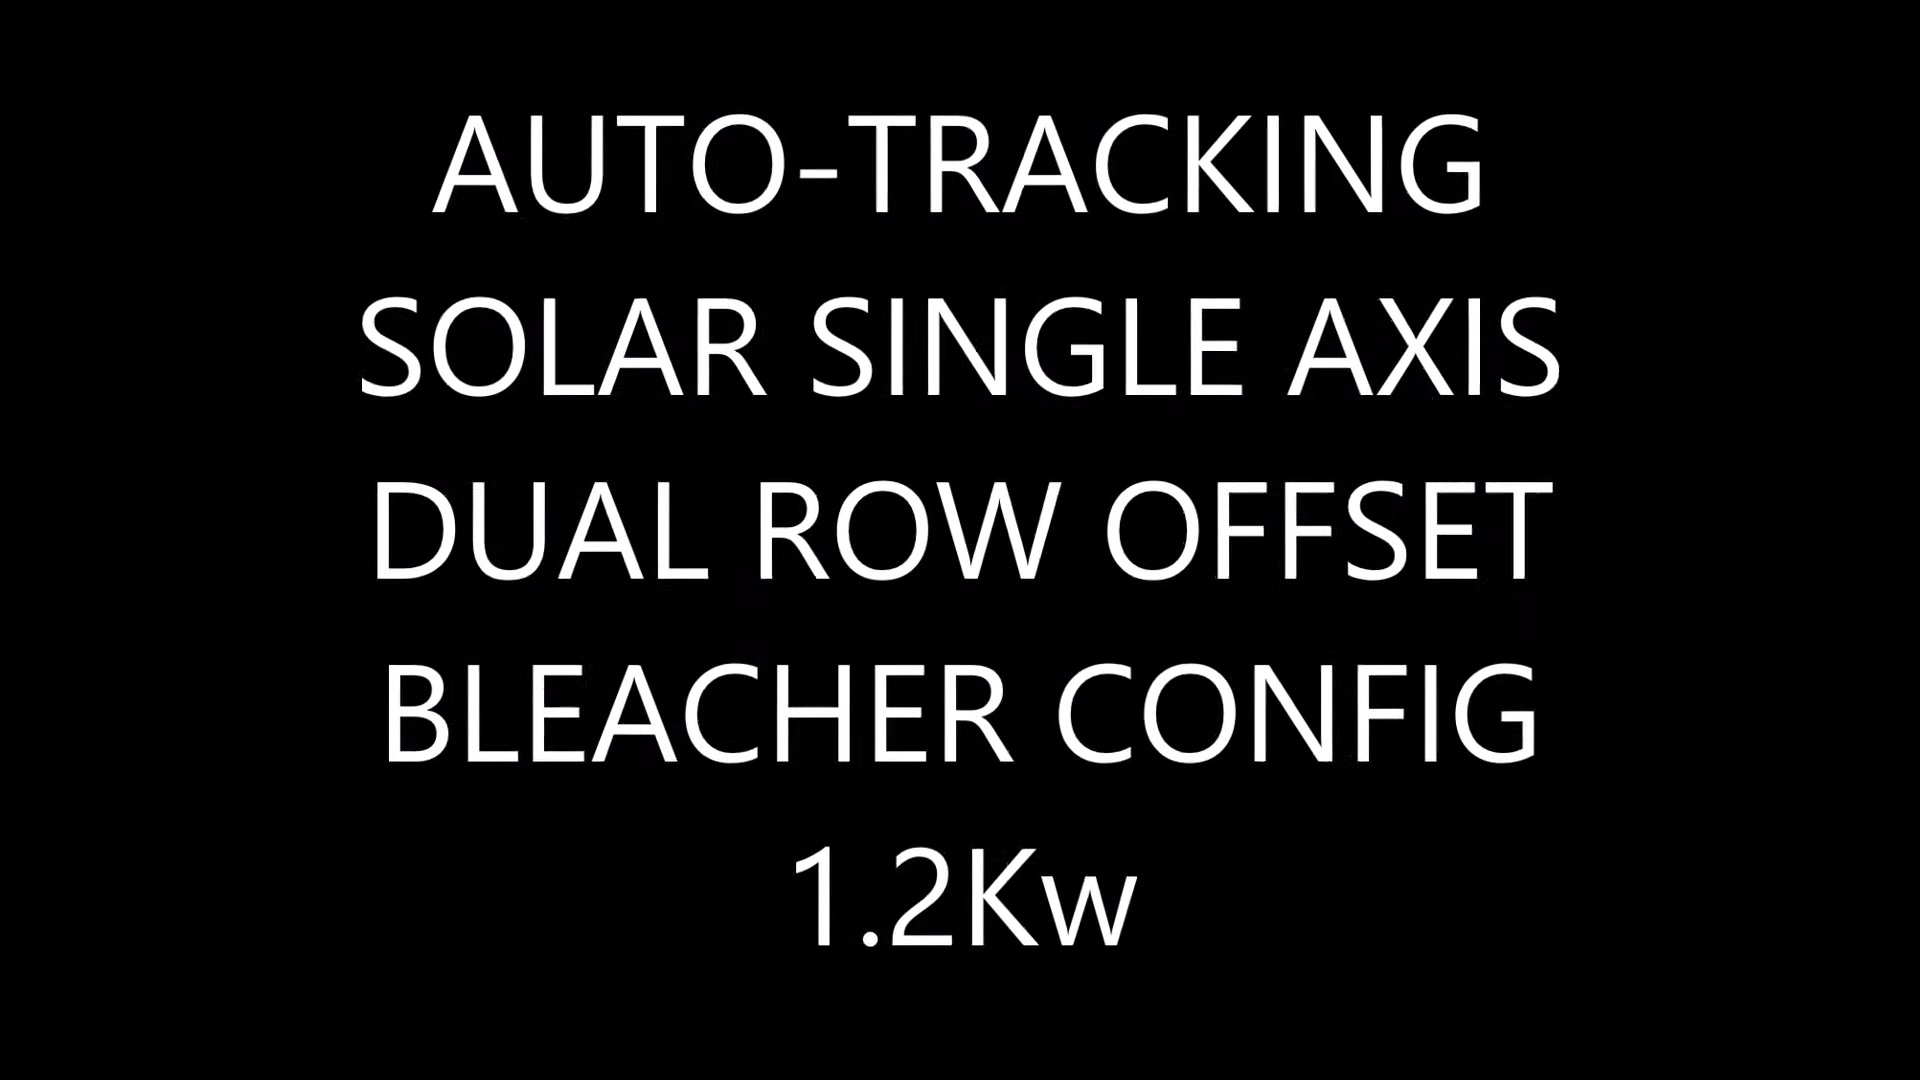 AUTO-TRACKING
SOLAR SINGLE AXIS
DUAL ROW OFFSET
BLEACHER CONFIG
1.2Kw